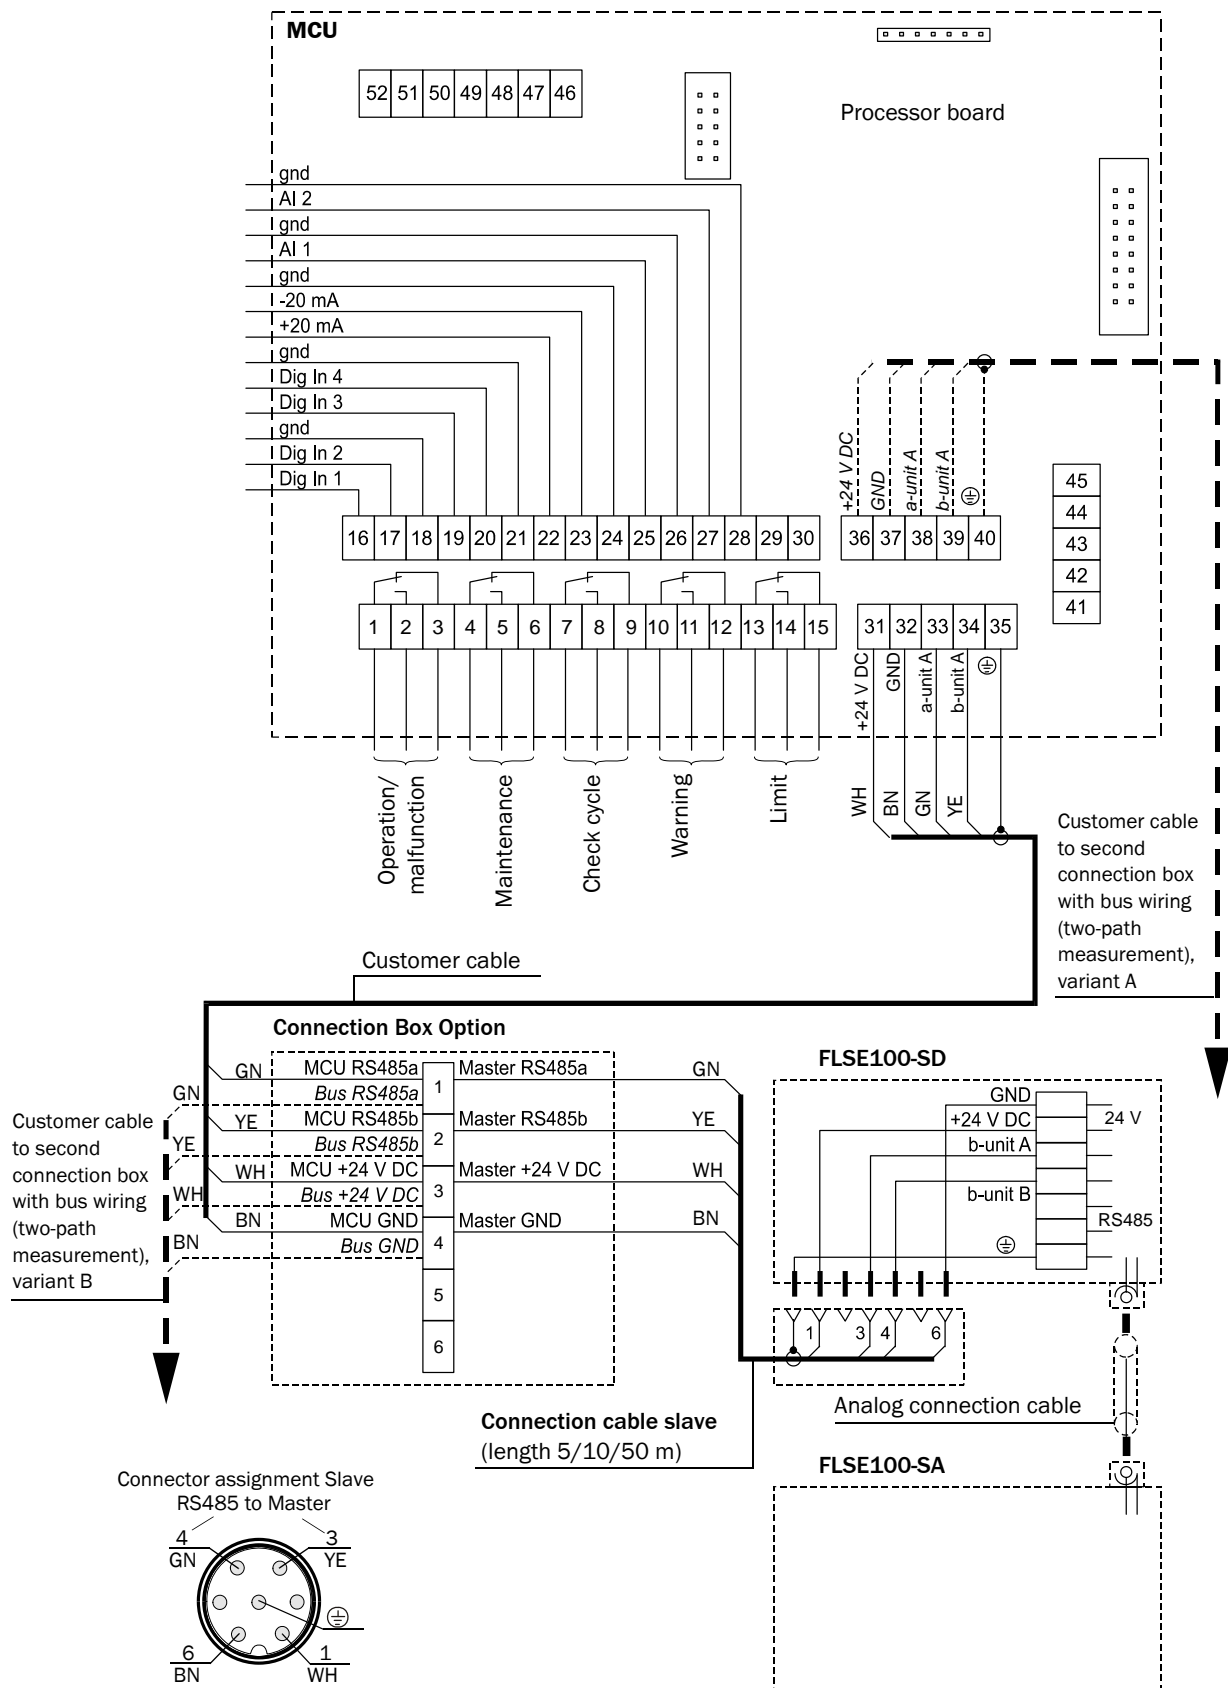 MCU
Processor board
52 51 50 49 48 47 46
gnd
AI 2
gnd
AI 1
gnd
-20 mA
+20 mA
gnd
Dig In 4
Dig In 3
gnd
Dig In 2
Dig In 1
+24 V DC
GND
a-unit A
b-unit A
16 17 18 19 20 21 22 23 24 25 26 27 28 29 30
36 37 38 39 40
45
44
43
42
41
1 2 3 4 5 6 7 8 9 10 11 12 13 14 15
31 32 33 34 35
+24 V DC
GND
a-unit A
b-unit A
Operation/
malfunction
Maintenance
Check cycle
Warning
Limit
WH
BN
GN
YE
Customer cable
to second
connection box
with bus wiring
(two-path
measurement),
variant A
Customer cable
Connection Box Option
GN MCU RS485a 1 Master RS485a GN
GN Bus RS485a
YE MCU RS485b 2 Master RS485b YE
YE Bus RS485b
WH MCU +24 V DC 3 Master +24 V DC WH
WH Bus +24 V DC
BN MCU GND 4 Master GND BN
BN Bus GND
5
6
Customer cable
to second
connection box
with bus wiring
(two-path
measurement),
variant B
FLSE100-SD
GND
+24 V DC
24 V
b-unit A
b-unit B
RS485
1 3 4 6
Connection cable slave
(length 5/10/50 m)
Analog connection cable
FLSE100-SA
Connector assignment Slave
RS485 to Master
4
GN
3
YE
6
BN
1
WH